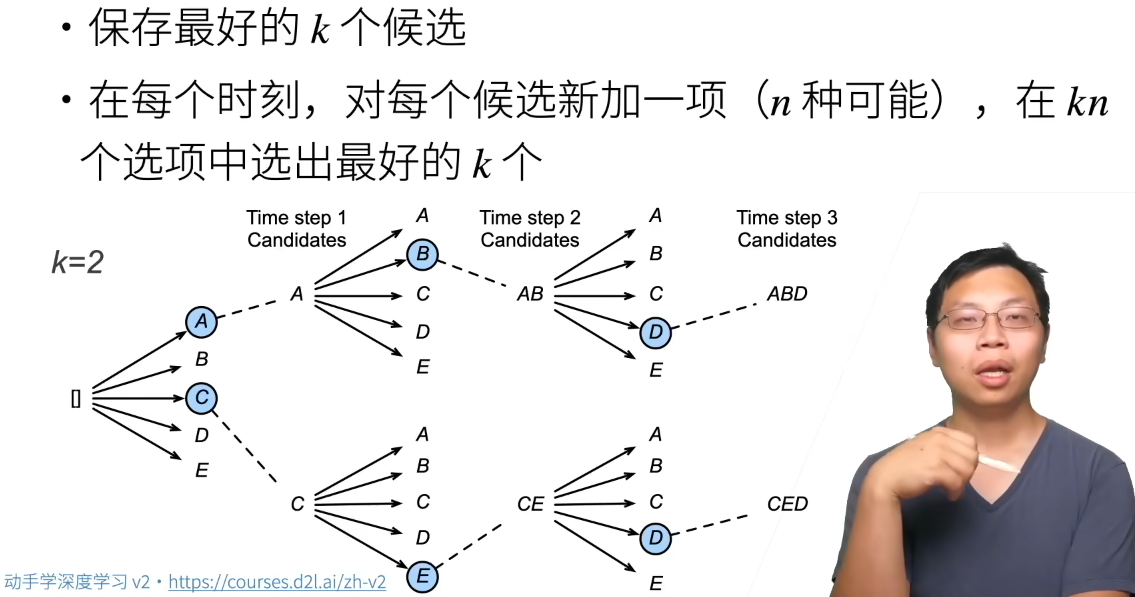 • 保存最好的 k 个候选
• 在每个时刻，对每个候选新加一项（n 种可能），在 kn
个选项中选出最好的 k 个
k=2
Time step 1
Candidates
Time step 2
Candidates
Time step 3
Candidates
[]
A
B
C
D
E
A
A
B
C
D
E
C
A
B
C
D
E
AB
A
B
C
D
E
CE
A
B
C
D
E
ABD
CED
动手学深度学习 v2 • https://courses.d2l.ai/zh-v2